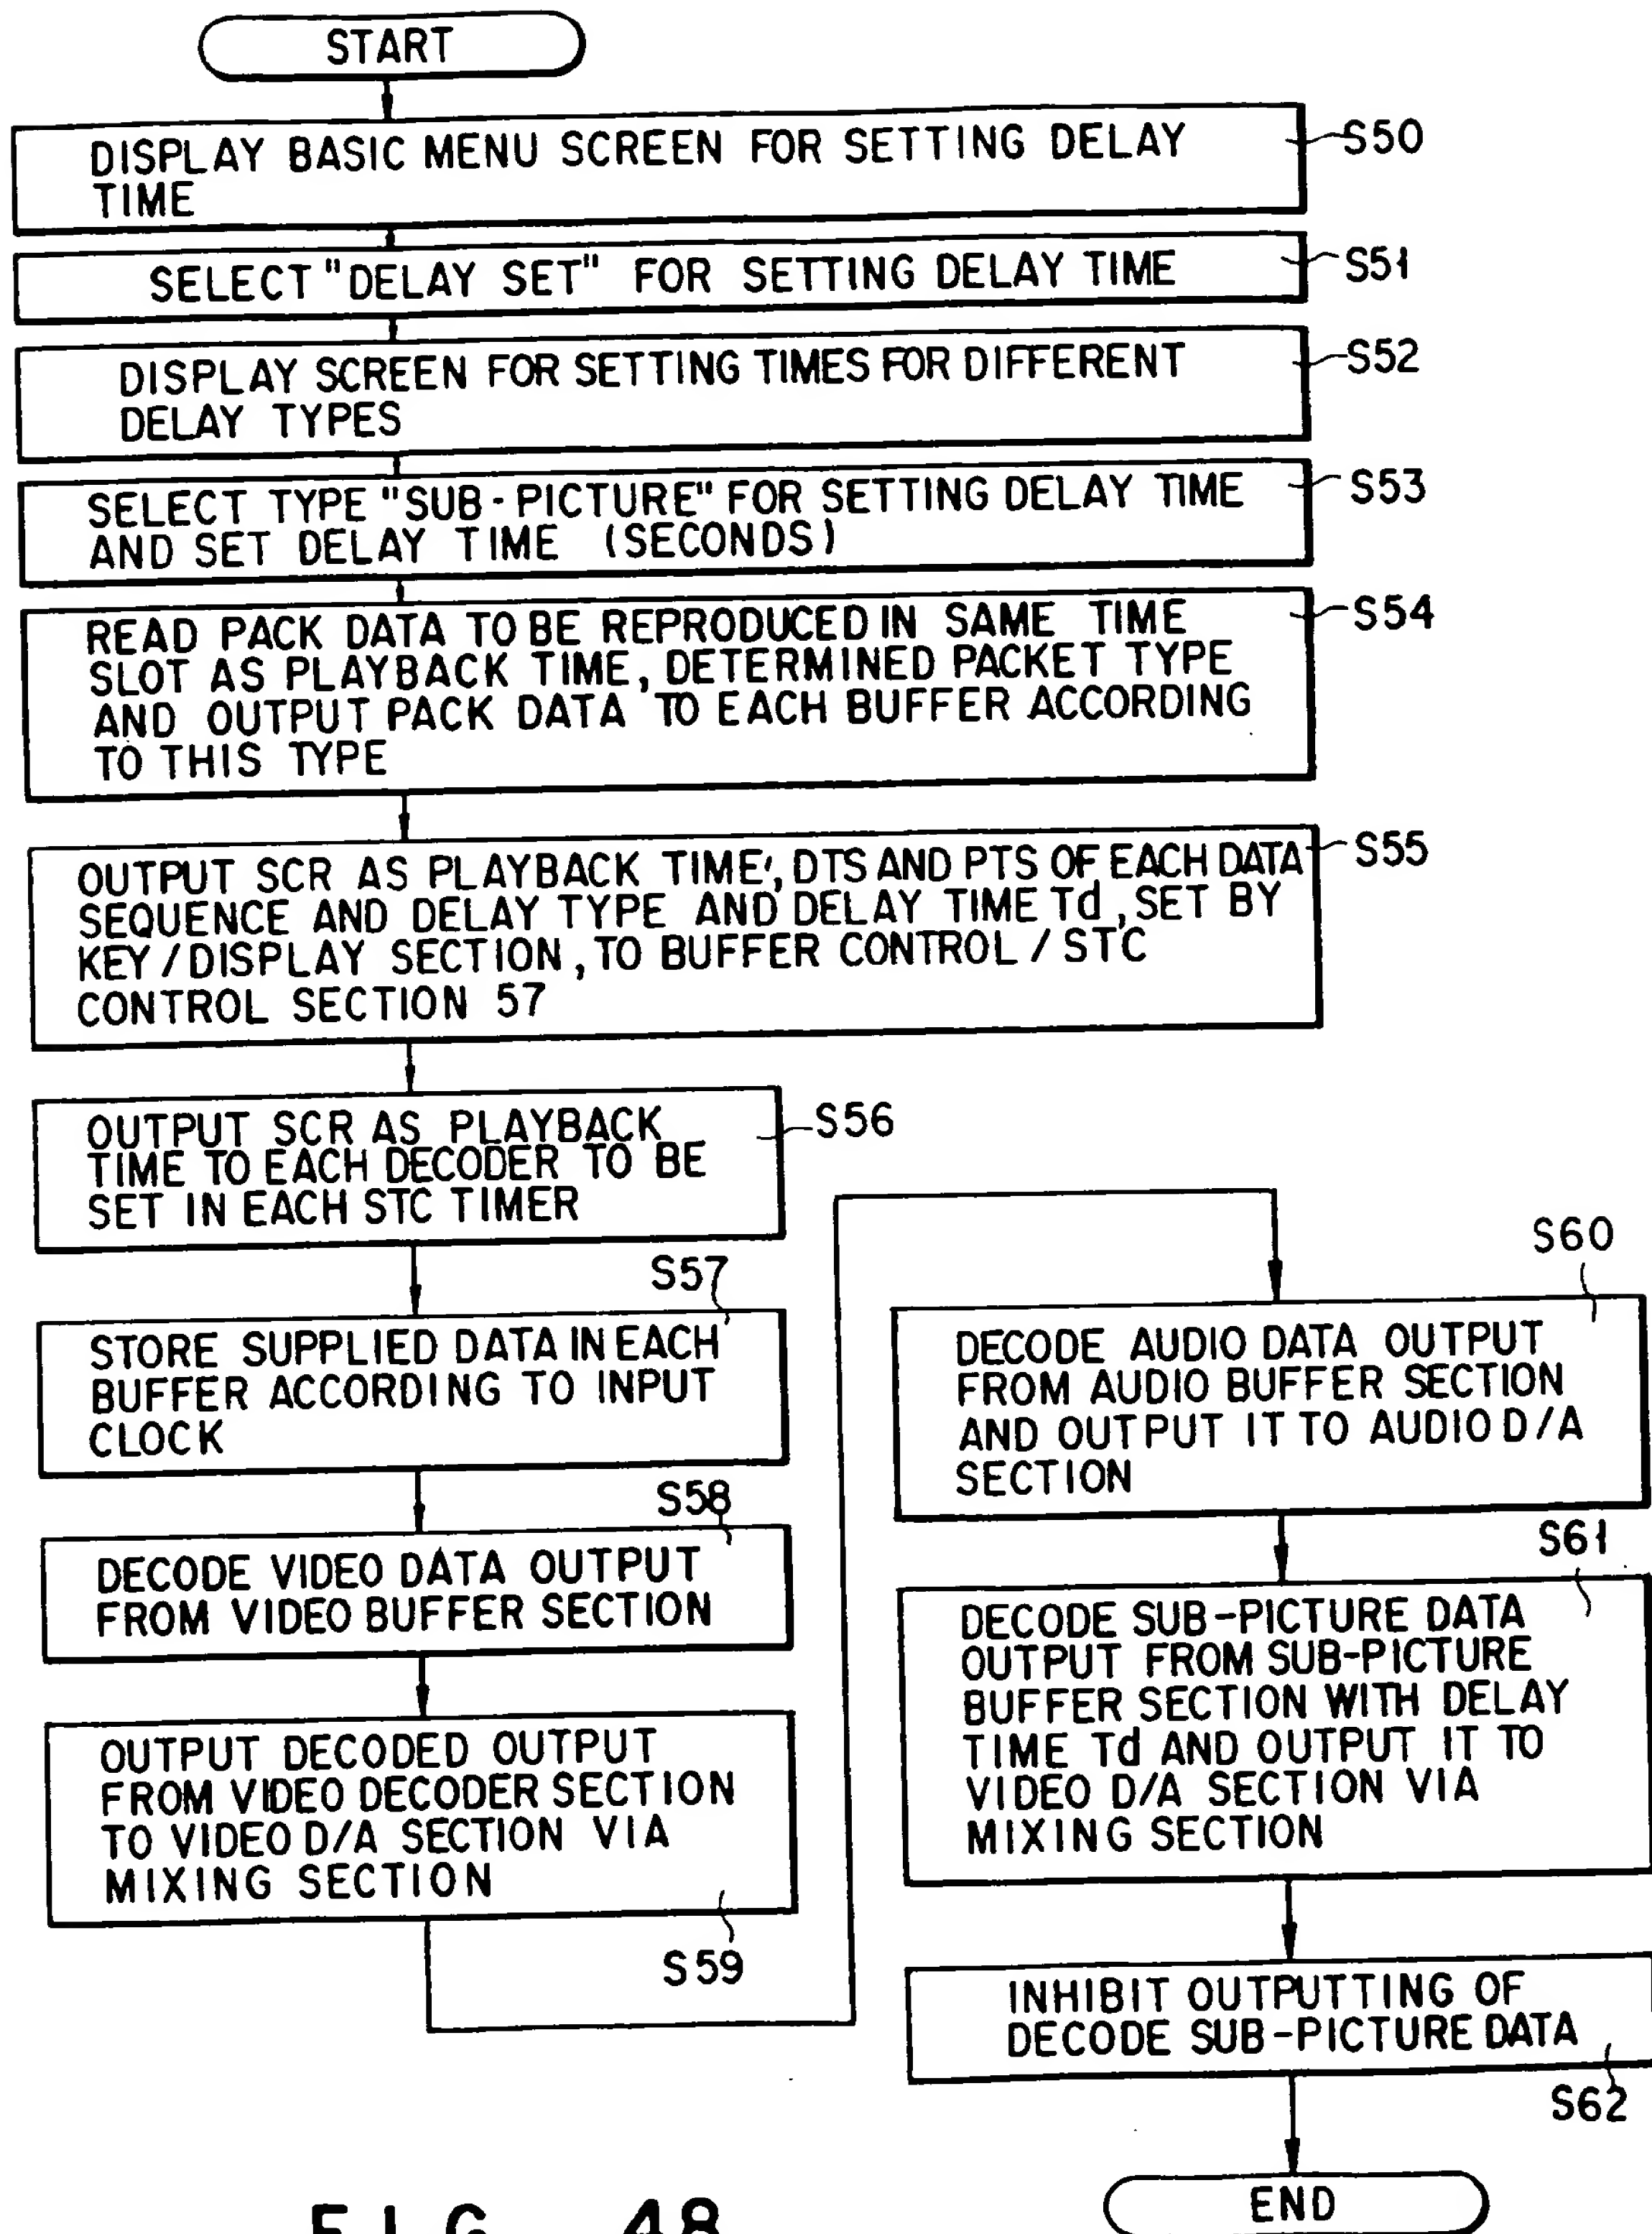 START
DISPLAY BASIC MENU SCREEN FOR SETTING DELAY
TIME
S50
SELECT "DELAY SET" FOR SETTING DELAY TIME
S51
DISPLAY SCREEN FOR SETTING TIMES FOR DIFFERENT
DELAY TYPES
S52
SELECT TYPE "SUB-PICTURE" FOR SETTING DELAY TIME
AND SET DELAY TIME (SECONDS)
S53
READ PACK DATA TO BE REPRODUCED IN SAME TIME
SLOT AS PLAYBACK TIME, DETERMINED PACKET TYPE
AND OUTPUT PACK DATA TO EACH BUFFER ACCORDING
TO THIS TYPE
S54
OUTPUT SCR AS PLAYBACK TIME', DTS AND PTS OF EACH DATA
SEQUENCE AND DELAY TYPE AND DELAY TIME Td, SET BY
KEY/DISPLAY SECTION, TO BUFFER CONTROL / STC
CONTROL SECTION 57
S55
OUTPUT SCR AS PLAYBACK
TIME TO EACH DECODER TO BE
SET IN EACH STC TIMER
S56
S57
STORE SUPPLIED DATA IN EACH
BUFFER ACCORDING TO INPUT
CLOCK
S58
DECODE VIDEO DATA OUTPUT
FROM VIDEO BUFFER SECTION
OUTPUT DECODED OUTPUT
FROM VIDEO DECODER SECTION
TO VIDEO D/A SECTION VIA
MIXING SECTION
S59
S60
DECODE AUDIO DATA OUTPUT
FROM AUDIO BUFFER SECTION
AND OUTPUT IT TO AUDIO D/A
SECTION
S61
DECODE SUB-PICTURE DATA
OUTPUT FROM SUB-PICTURE
BUFFER SECTION WITH DELAY
TIME Td AND OUTPUT IT TO
VIDEO D/A SECTION VIA
MIXING SECTION
INHIBIT OUTPUTTING OF
DECODE SUB-PICTURE DATA
S62
END
FIG. 48